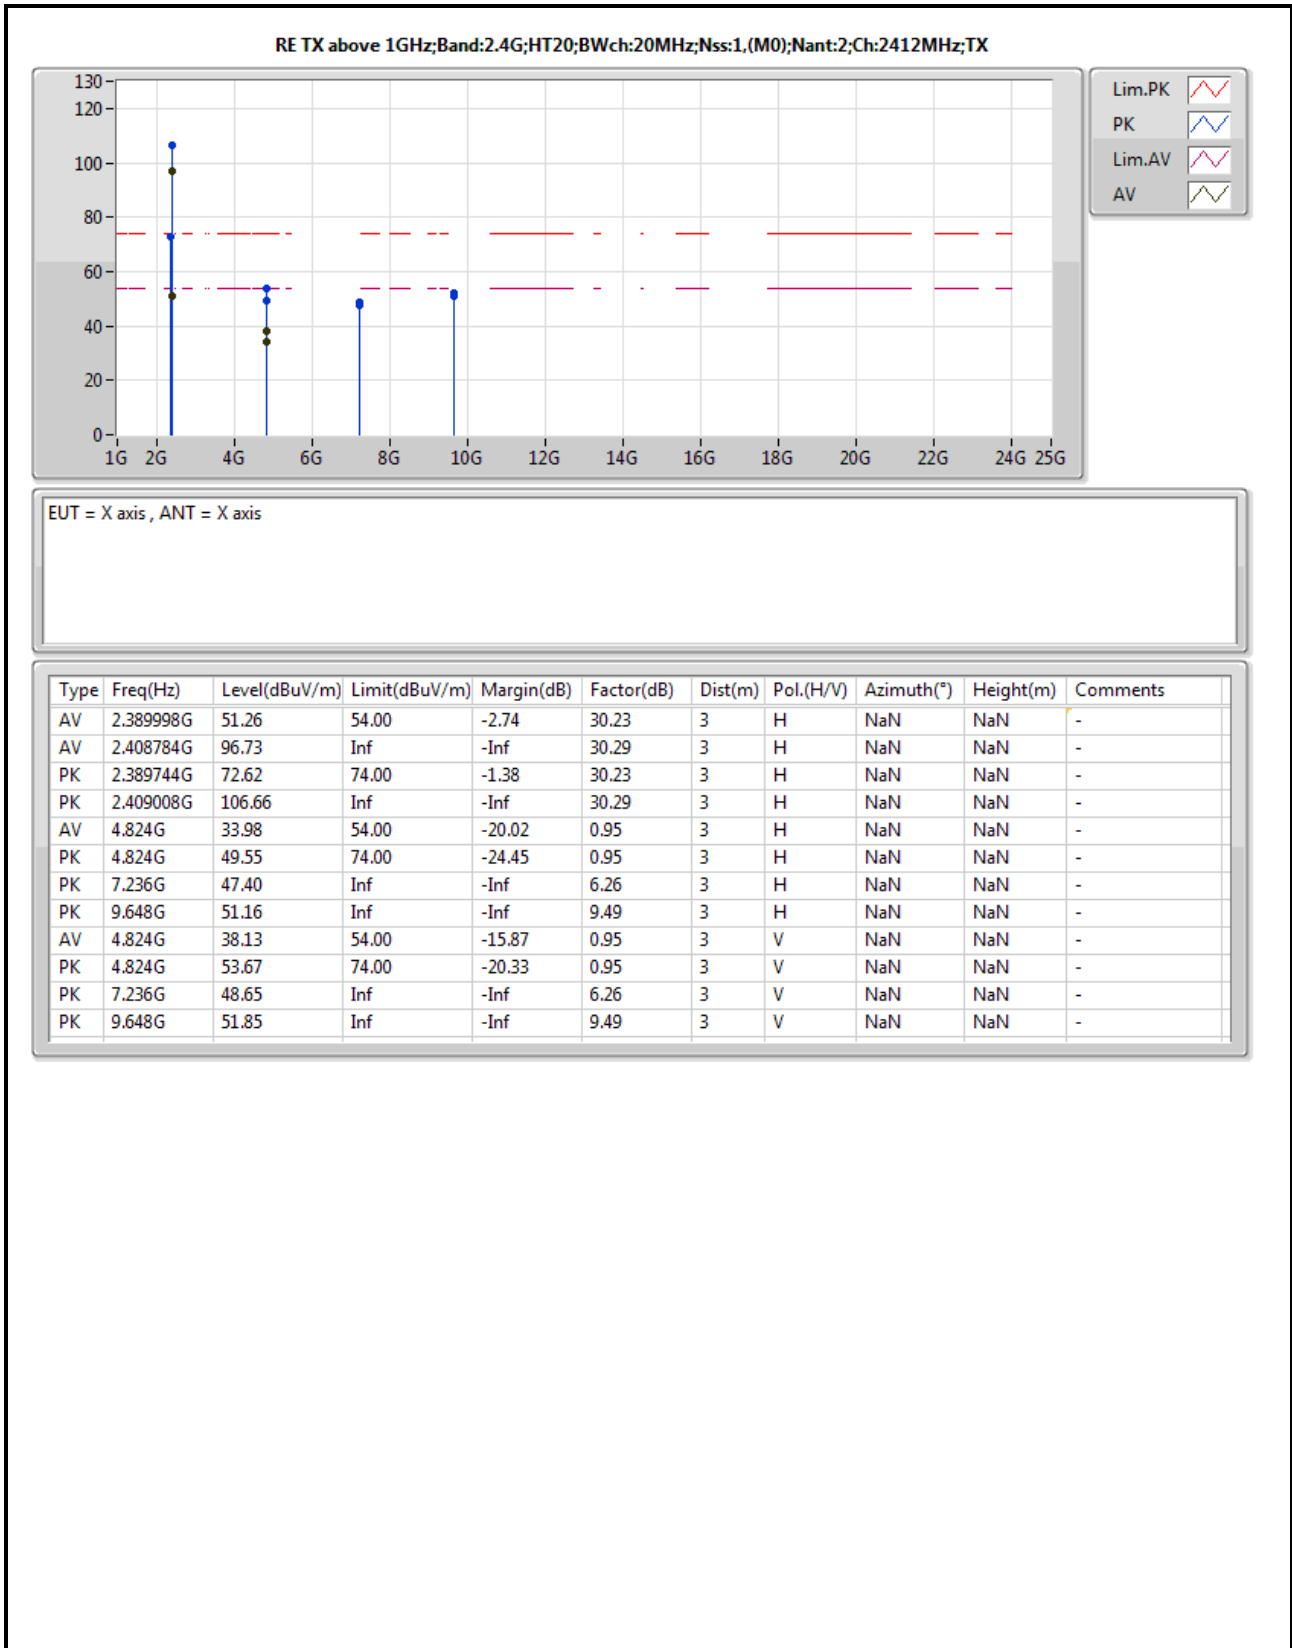 RE TX above 1GHz;Band:2.4G;HT20;BWch:20MHz;Nss:1,(M0);Nant:2;Ch:2412MHz;TX
130
120
100
80
60
40
20
0
1G 2G 4G 6G 8G 10G 12G 14G 16G 18G 20G 22G 24G 25G
Lim.PK
PK
Lim.AV
AV
EUT = X axis , ANT = X axis
Type Freq(Hz) Level(dBuV/m) Limit(dBuV/m) Margin(dB) Factor(dB) Dist(m) Pol.(H/V) Azimuth(°) Height(m) Comments
AV 2.389998G 51.26 54.00 -2.74 30.23 3 H NaN NaN -
AV 2.408784G 96.73 Inf -Inf 30.29 3 H NaN NaN -
PK 2.389744G 72.62 74.00 -1.38 30.23 3 H NaN NaN -
PK 2.409008G 106.66 Inf -Inf 30.29 3 H NaN NaN -
AV 4.824G 33.98 54.00 -20.02 0.95 3 H NaN NaN -
PK 4.824G 49.55 74.00 -24.45 0.95 3 H NaN NaN -
PK 7.236G 47.40 Inf -Inf 6.26 3 H NaN NaN -
PK 9.648G 51.16 Inf -Inf 9.49 3 H NaN NaN -
AV 4.824G 38.13 54.00 -15.87 0.95 3 V NaN NaN -
PK 4.824G 53.67 74.00 -20.33 0.95 3 V NaN NaN -
PK 7.236G 48.65 Inf -Inf 6.26 3 V NaN NaN -
PK 9.648G 51.85 Inf -Inf 9.49 3 V NaN NaN -